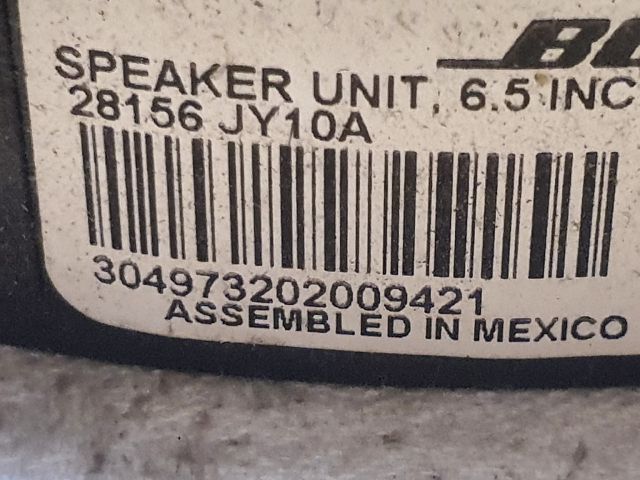 SPEAKER UNIT, 6.5 INC
28156 JY10A
304973202009421
ASSEMBLED IN MEXICO